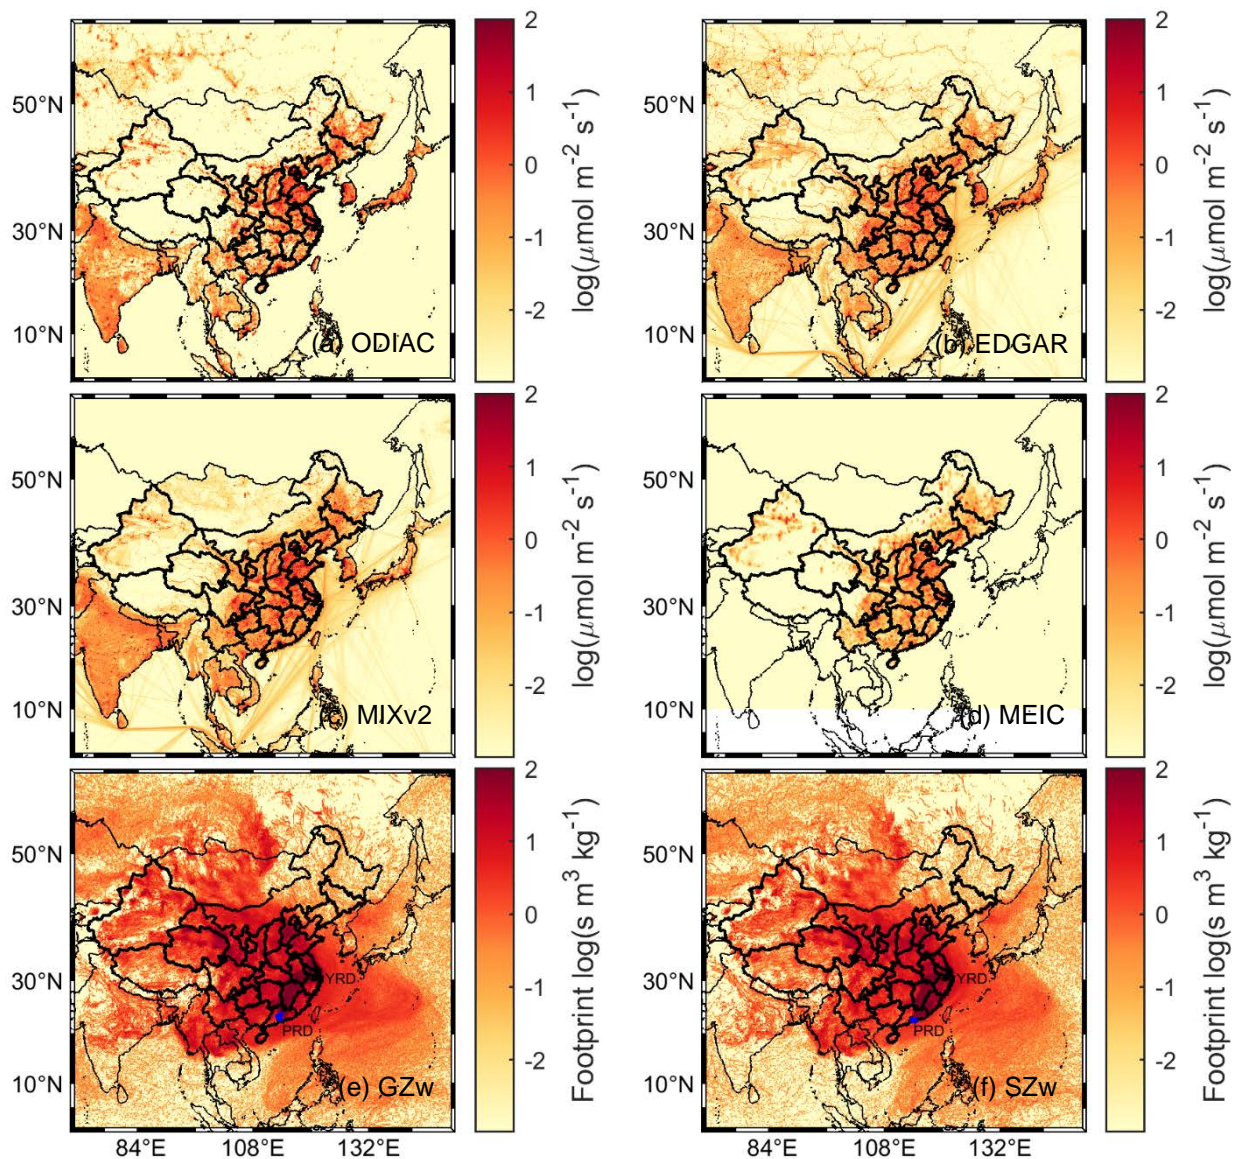 2
1
0
-1
-2
log(μmol m-2 s-1)
50°N
30°N
10°N
(a) ODIAC
2
1
0
-1
-2
log(μmol m-2 s-1)
50°N
30°N
10°N
(b) EDGAR
2
1
0
-1
-2
log(μmol m-2 s-1)
50°N
30°N
10°N
(c) MIXv2
2
1
0
-1
-2
log(μmol m-2 s-1)
50°N
30°N
10°N
(d) MEIC
2
1
0
-1
-2
Footprint log(s m3 kg-1)
50°N
30°N
10°N
YRD
PRD
(e) GZw
84°E 108°E 132°E
2
1
0
-1
-2
Footprint log(s m3 kg-1)
50°N
30°N
10°N
YRD
PRD
(f) SZw
84°E 108°E 132°E